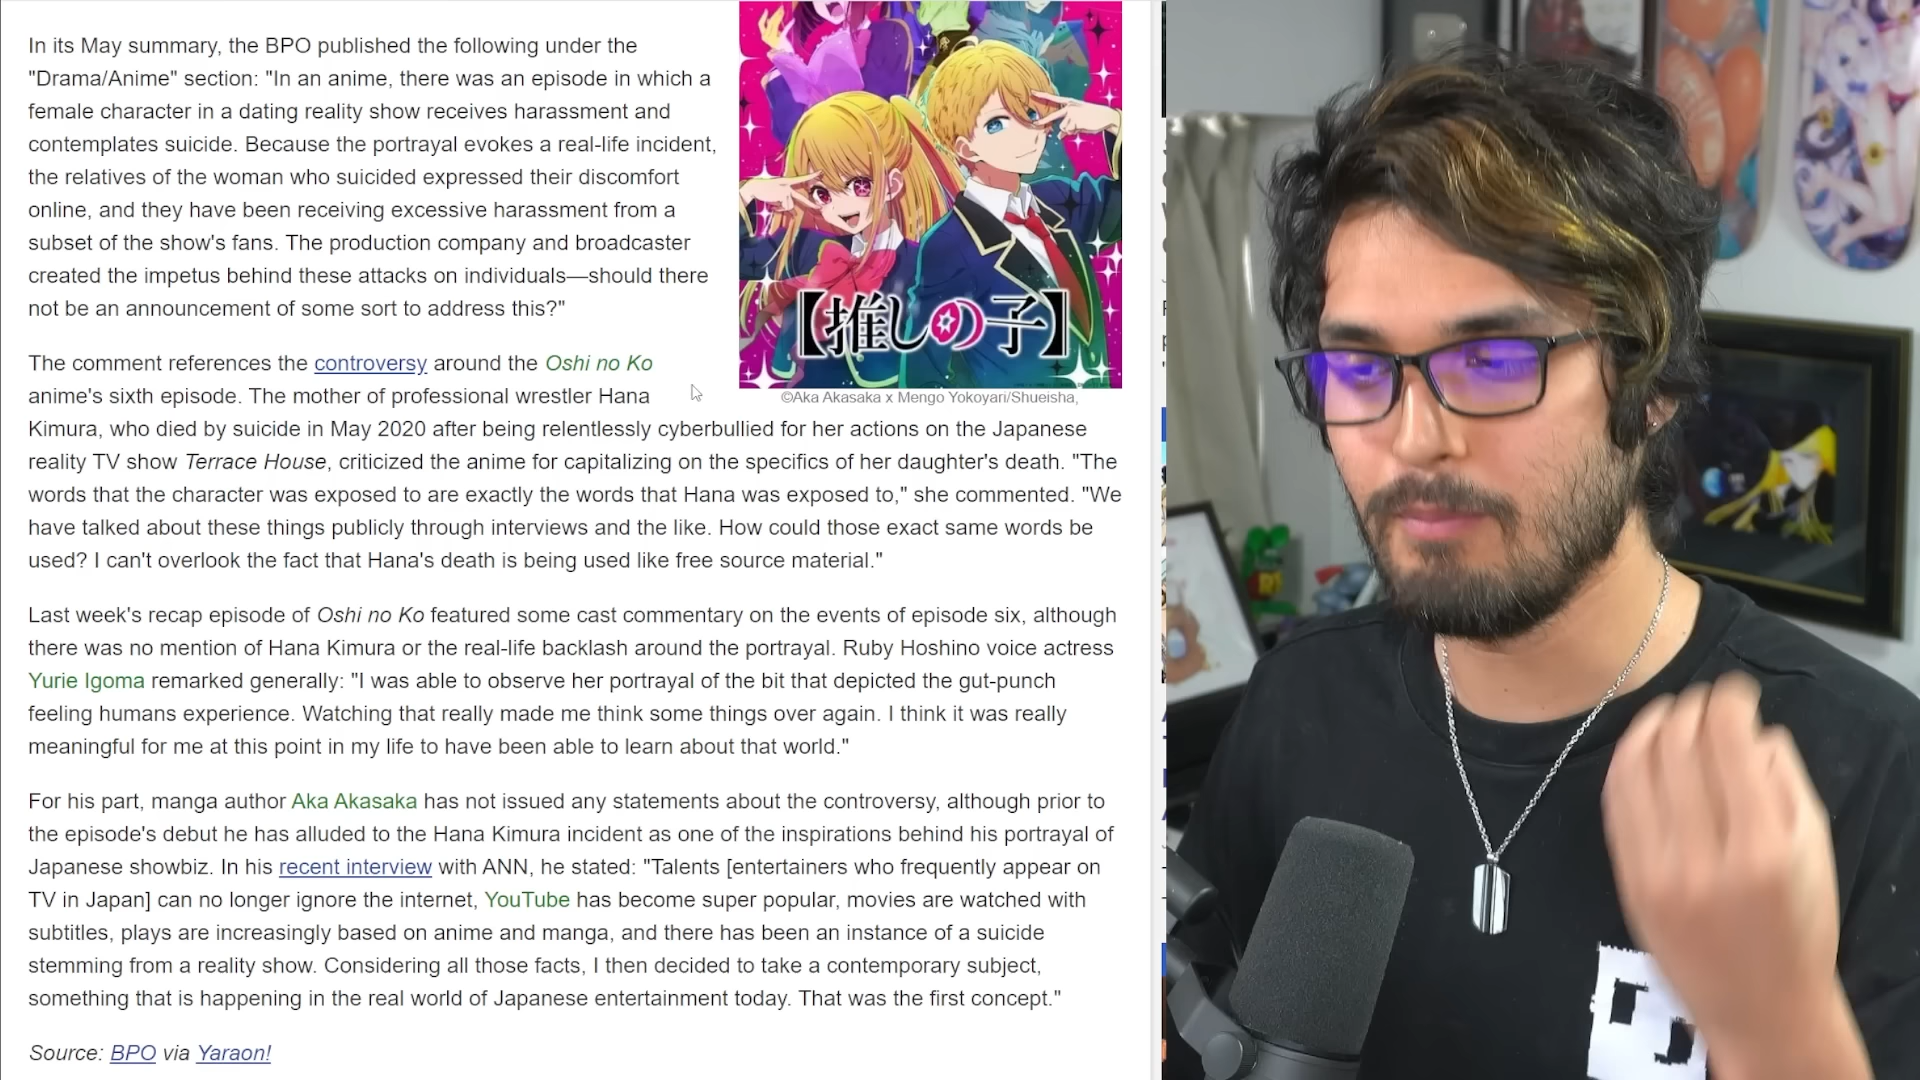 In its May summary, the BPO published the following under the
"Drama/Anime" section: "In an anime, there was an episode in which a
female character in a dating reality show receives harassment and
contemplates suicide. Because the portrayal evokes a real-life incident,
the relatives of the woman who suicided expressed their discomfort
online, and they have been receiving excessive harassment from a
subset of the show's fans. The production company and broadcaster
created the impetus behind these attacks on individuals—should there
not be an announcement of some sort to address this?"
【推しの子】
©Aka Akasaka x Mengo Yokoyari/Shueisha,
The comment references the controversy around the Oshi no Ko
anime's sixth episode. The mother of professional wrestler Hana
Kimura, who died by suicide in May 2020 after being relentlessly cyberbullied for her actions on the Japanese
reality TV show Terrace House, criticized the anime for capitalizing on the specifics of her daughter's death. "The
words that the character was exposed to are exactly the words that Hana was exposed to," she commented. "We
have talked about these things publicly through interviews and the like. How could those exact same words be
used? I can't overlook the fact that Hana's death is being used like free source material."
Last week's recap episode of Oshi no Ko featured some cast commentary on the events of episode six, although
there was no mention of Hana Kimura or the real-life backlash around the portrayal. Ruby Hoshino voice actress
Yurie Igoma remarked generally: "I was able to observe her portrayal of the bit that depicted the gut-punch
feeling humans experience. Watching that really made me think some things over again. I think it was really
meaningful for me at this point in my life to have been able to learn about that world."
For his part, manga author Aka Akasaka has not issued any statements about the controversy, although prior to
the episode's debut he has alluded to the Hana Kimura incident as one of the inspirations behind his portrayal of
Japanese showbiz. In his recent interview with ANN, he stated: "Talents [entertainers who frequently appear on
TV in Japan] can no longer ignore the internet, YouTube has become super popular, movies are watched with
subtitles, plays are increasingly based on anime and manga, and there has been an instance of a suicide
stemming from a reality show. Considering all those facts, I then decided to take a contemporary subject,
something that is happening in the real world of Japanese entertainment today. That was the first concept."
Source: BPO via Yaraon!